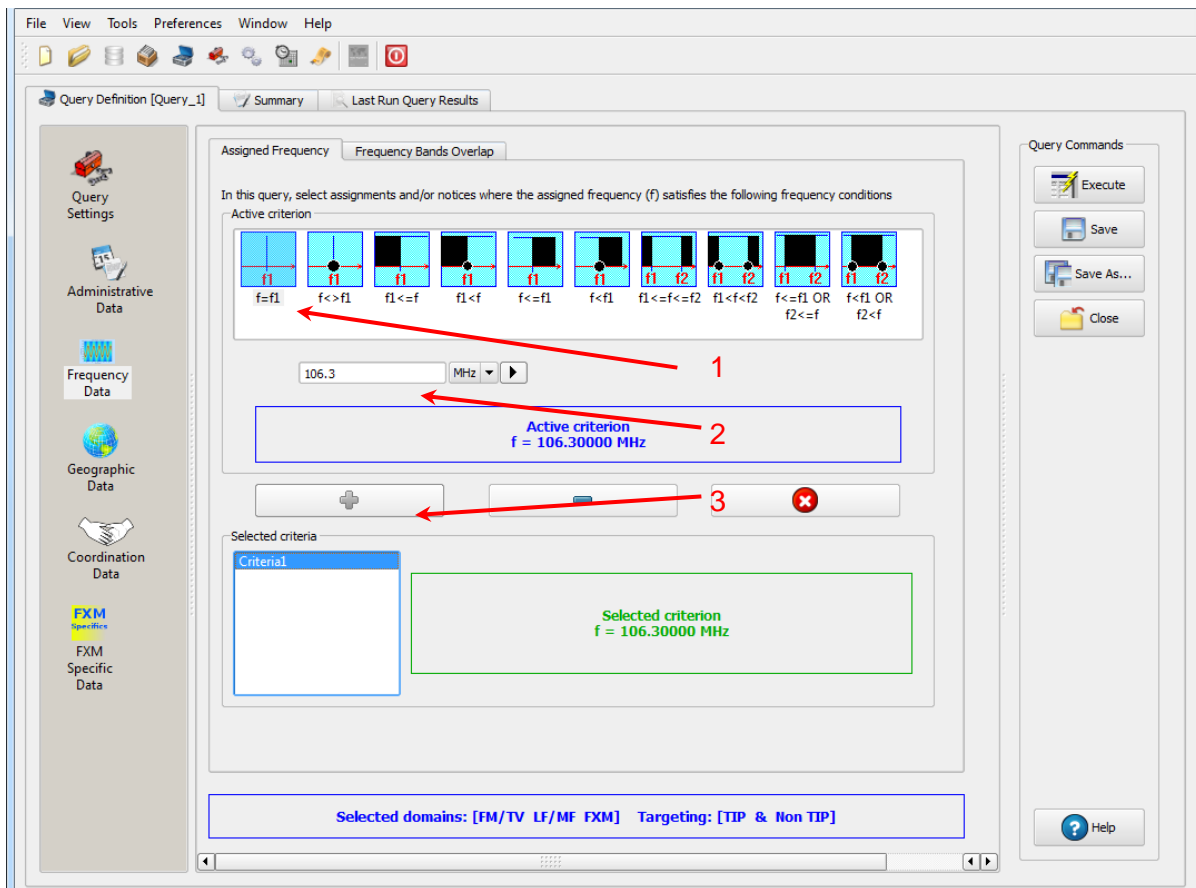 File View Tools Preferences Window Help
Query Definition [Query_1] Summary Last Run Query Results
Query
Settings
Administrative
Data
Frequency
Data
Geographic
Data
Coordination
Data
FXM
Specifics
FXM
Specific
Data
Assigned Frequency Frequency Bands Overlap
In this query, select assignments and/or notices where the assigned frequency (f) satisfies the following frequency conditions
Active criterion
f1 f1 f1 f1 f1 f1 f1 f2 f1 f2 f1 f2 f1 f2
f=f1 f<>f1 f1<=f f1<f f<=f1 f<f1 f1<=f<=f2 f1<f<f2 f<=f1 OR f<f1 OR
f2<=f f2<f
1
106.3 MHz
2
Active criterion
f = 106.30000 MHz
3
Selected criteria
Criteria1
Selected criterion
f = 106.30000 MHz
Selected domains: [FM/TV LF/MF FXM] Targeting: [TIP & Non TIP]
Query Commands
Execute
Save
Save As...
Close
Help